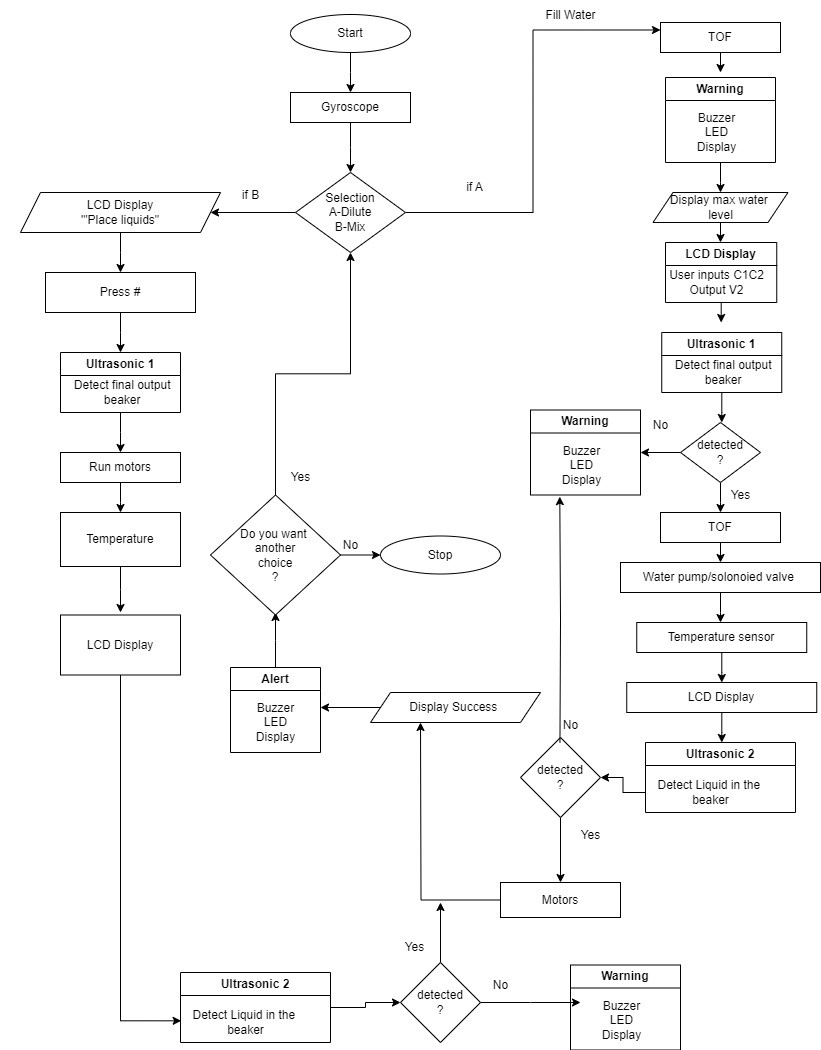 Fill Water
Start
TOF
Gyroscope
Warning
Buzzer
LED
Display
if B
if A
Selection
A-Dilute
B-Mix
LCD Display
'"Place liquids"
Display max water
level
LCD Display
User inputs C1C2
Output V2
Press #
Ultrasonic 1
Detect final output
beaker
Ultrasonic 1
Detect final output
beaker
Warning
Buzzer
LED
Display
No
detected
?
Yes
Run motors
Yes
TOF
Temperature
Do you want
another
choice
?
No
Stop
Water pump/solonoied valve
Temperature sensor
LCD Display
Alert
Buzzer
LED
Display
Display Success
LCD Display
No
Ultrasonic 2
Detect Liquid in the
beaker
detected
?
Yes
Motors
Yes
Ultrasonic 2
Detect Liquid in the
beaker
detected
?
No
Warning
Buzzer
LED
Display